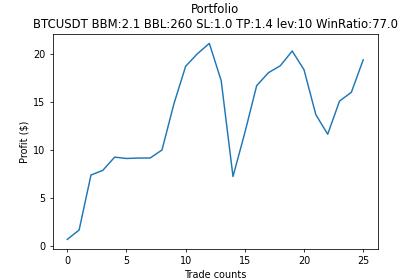 Portfolio
BTCUSDT BBM:2.1 BBL:260 SL:1.0 TP:1.4 lev:10 WinRatio:77.0
20
15
10
5
0
Profit ($)
0 5 10 15 20 25
Trade counts